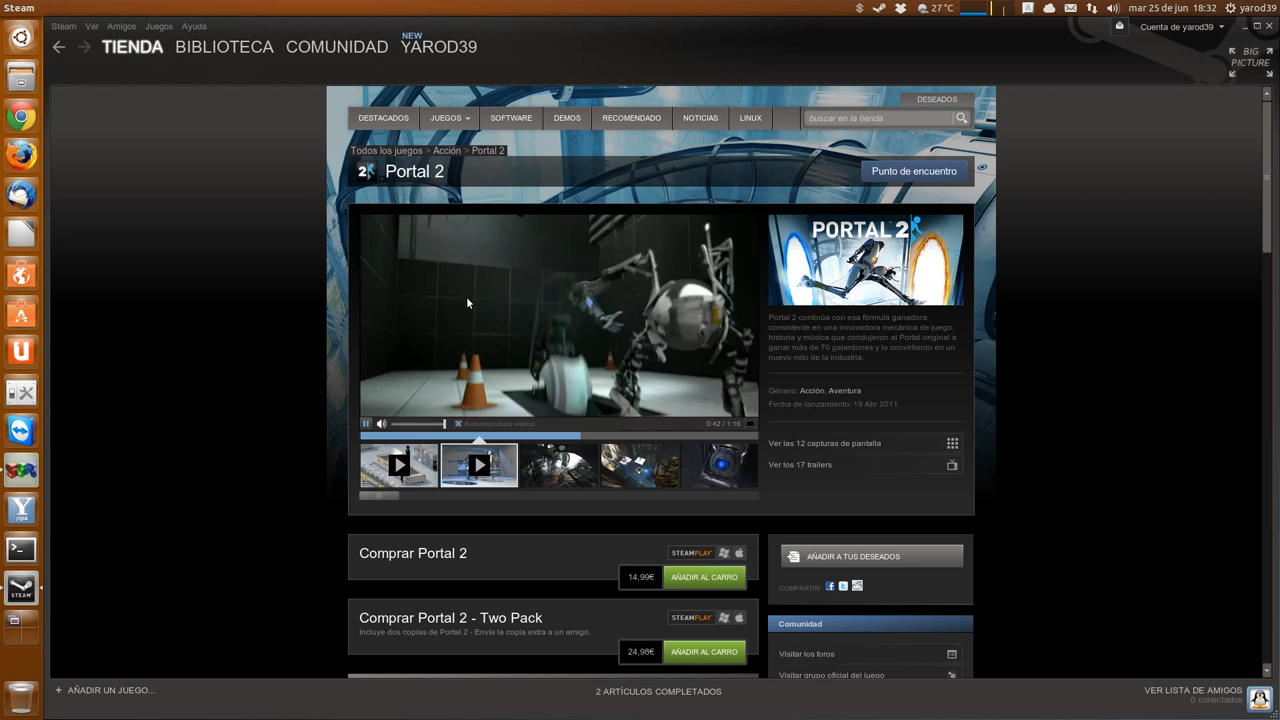 Steam
27 °C
mar 25 de jun 18:32
yarod39
Steam Ver Amigos Juegos Ayuda
Cuenta de yarod39
NEW
TIENDA BIBLIOTECA COMUNIDAD YAROD39
BIG
PICTURE
DESEADOS
DESTACADOS JUEGOS SOFTWARE DEMOS RECOMENDADO NOTICIAS LINUX
buscar en la tienda
Todos los juegos > Acción > Portal 2
Portal 2
Punto de encuentro
PORTAL 2
Portal 2 continúa con esa fórmula ganadora
consistente en una innovadora mecánica de juego,
historia y música que condujeron al Portal original a
ganar más de 70 galardones y lo convirtieron en un
nuevo mito de la industria.
Género: Acción, Aventura
Fecha de lanzamiento: 19 Abr 2011
Autorreproducir vídeos
0:42 / 1:16
Ver las 12 capturas de pantalla
Ver los 17 trailers
Comprar Portal 2
STEAMPLAY
14,99€
AÑADIR AL CARRO
Comprar Portal 2 - Two Pack
STEAMPLAY
Incluye dos copias de Portal 2 - Envía la copia extra a un amigo.
24,98€
AÑADIR AL CARRO
AÑADIR A TUS DESEADOS
COMPARTIR:
Comunidad
Visitar los foros
Visitar grupo oficial del juego
STEAM
+ AÑADIR UN JUEGO...
2 ARTÍCULOS COMPLETADOS
VER LISTA DE AMIGOS
0 conectados